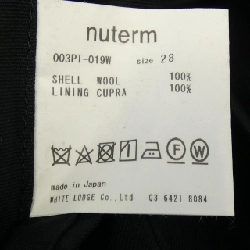 nuterm
003PI-019W size 28
SHELL WOOL 100%
LINING CUPRA 100%
F W
made in Japan
WHITE LODGE CO.,LTD 03 6421 8084